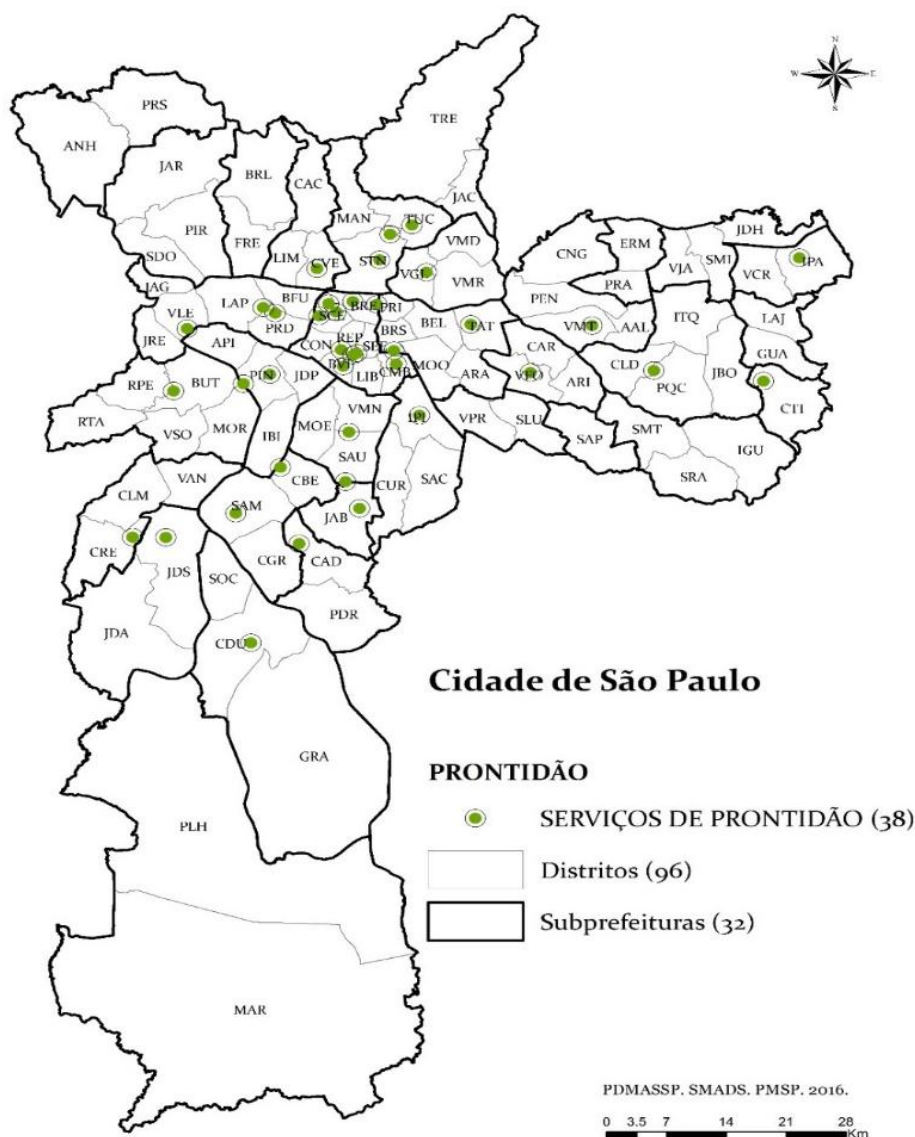 N
W E
S
TRE
PRS
ANH
JAR
BRL
CAC
JAC
MAN
TUC
PIR
FRE
LIM
CVE
STN
VMD
VGL
VMR
SDO
JAG
CNG
ERM
VJA
SMI
JDH
VCR
IPA
PRA
PEN
LAP
BFU
BRE
PRI
SCE
VLE
PRD
BRS
BEL
TAT
VMT
AAL
ITQ
LAJ
JRE
API
CON
REP
SPE
CAR
GUA
RPE
BUT
PIN
JDP
BVI
LIB
CMB
MOO
ARA
VFO
ARI
CLD
PQC
JBO
CTI
RTA
VSO
MOR
IBI
MOE
VMN
IPI
VPR
SLU
SAP
SMT
IGU
SRA
SAU
CUR
SAC
VAN
CBE
CLM
SAM
JAB
CRE
JDS
CGR
CAD
SOC
PDR
JDA
CDU
GRA
PLH
MAR
Cidade de São Paulo
PRONTIDÃO
SERVIÇOS DE PRONTIDÃO (38)
Distritos (96)
Subprefeituras (32)
PDMASSP. SMADS. PMSP. 2016.
0 3.5 7 14 21 28
Km